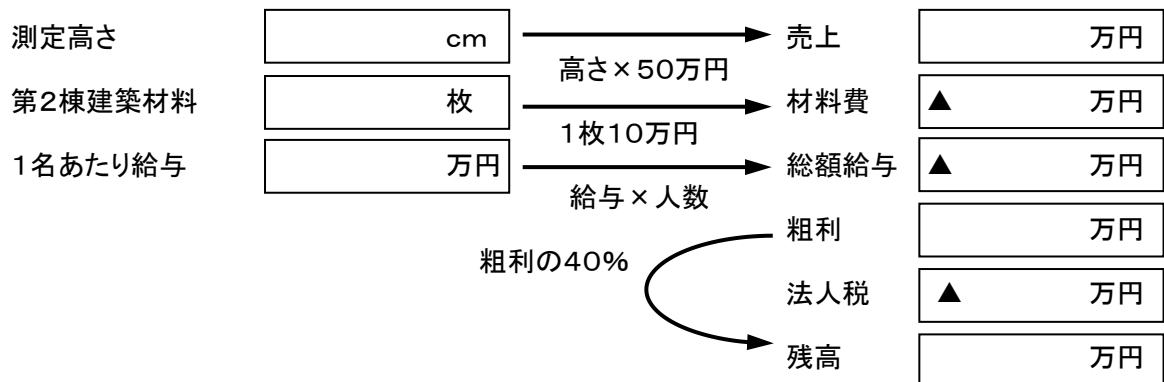 測定高さ cm 売上 万円
高さ×50万円
第2棟建築材料 枚 材料費 ▲ 万円
1枚10万円
1名あたり給与 万円 総額給与 ▲ 万円
給与×人数
粗利 万円
粗利の40%
法人税 ▲ 万円
残高 万円